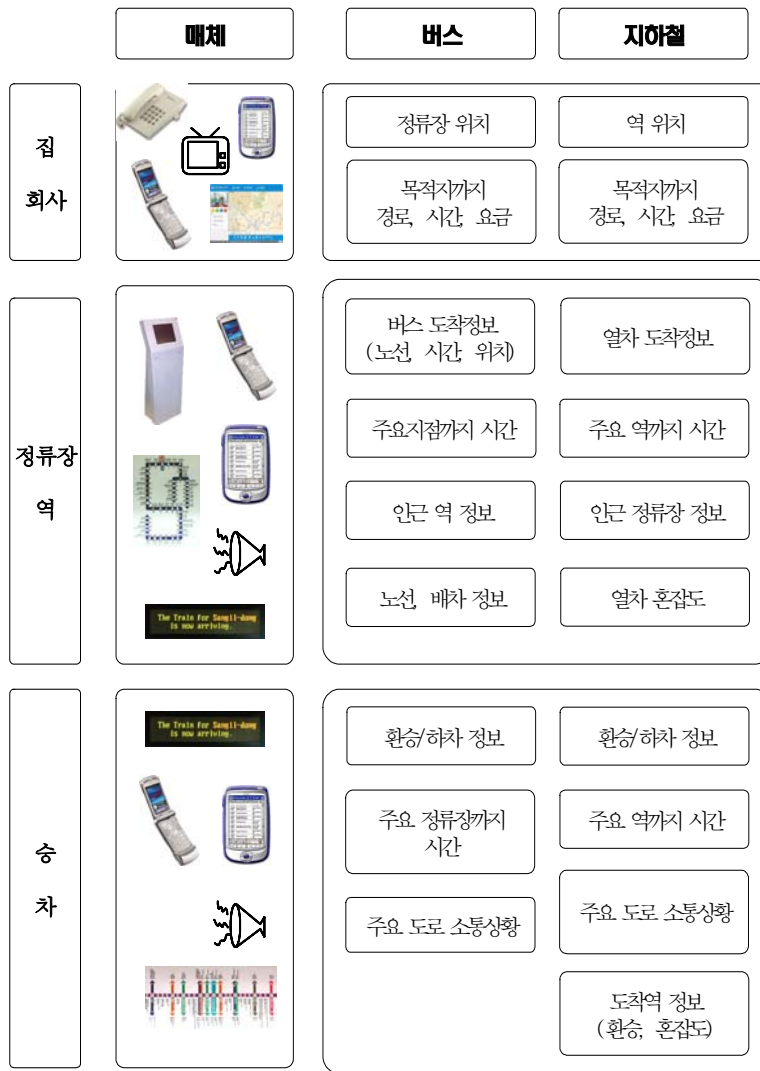 매체
버스
지하철
집
회사
정류장 위치
역 위치
목적지까지
경로, 시간, 요금
목적지까지
경로, 시간, 요금
정류장
역
버스 도착정보
(노선, 시간, 위치)
열차 도착정보
주요지점까지 시간
주요 역까지 시간
인근 역 정보
인근 정류장 정보
노선, 배차 정보
열차 혼잡도
The Train for Sangil-dong
is now arriving.
승
차
The Train for Sangil-dong
is now arriving.
환승/하차 정보
환승/하차 정보
주요 정류장까지
시간
주요 역까지 시간
주요 도로 소통상황
주요 도로 소통상황
도착역 정보
(환승, 혼잡도)